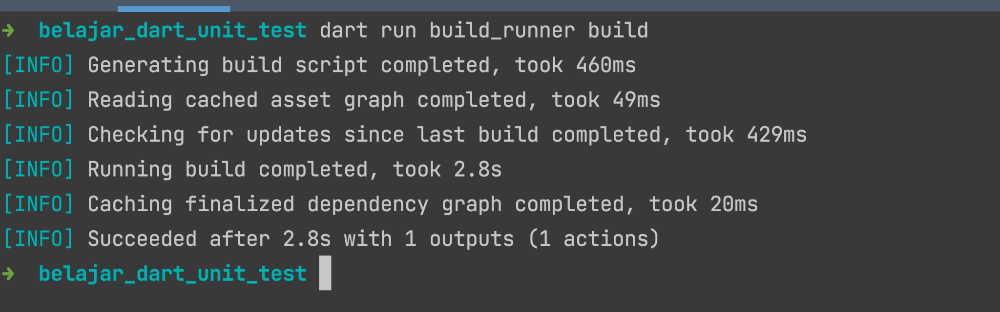 ➜ belajar_dart_unit_test dart run build_runner build
[INFO] Generating build script completed, took 460ms
[INFO] Reading cached asset graph completed, took 49ms
[INFO] Checking for updates since last build completed, took 429ms
[INFO] Running build completed, took 2.8s
[INFO] Caching finalized dependency graph completed, took 20ms
[INFO] Succeeded after 2.8s with 1 outputs (1 actions)
➜ belajar_dart_unit_test